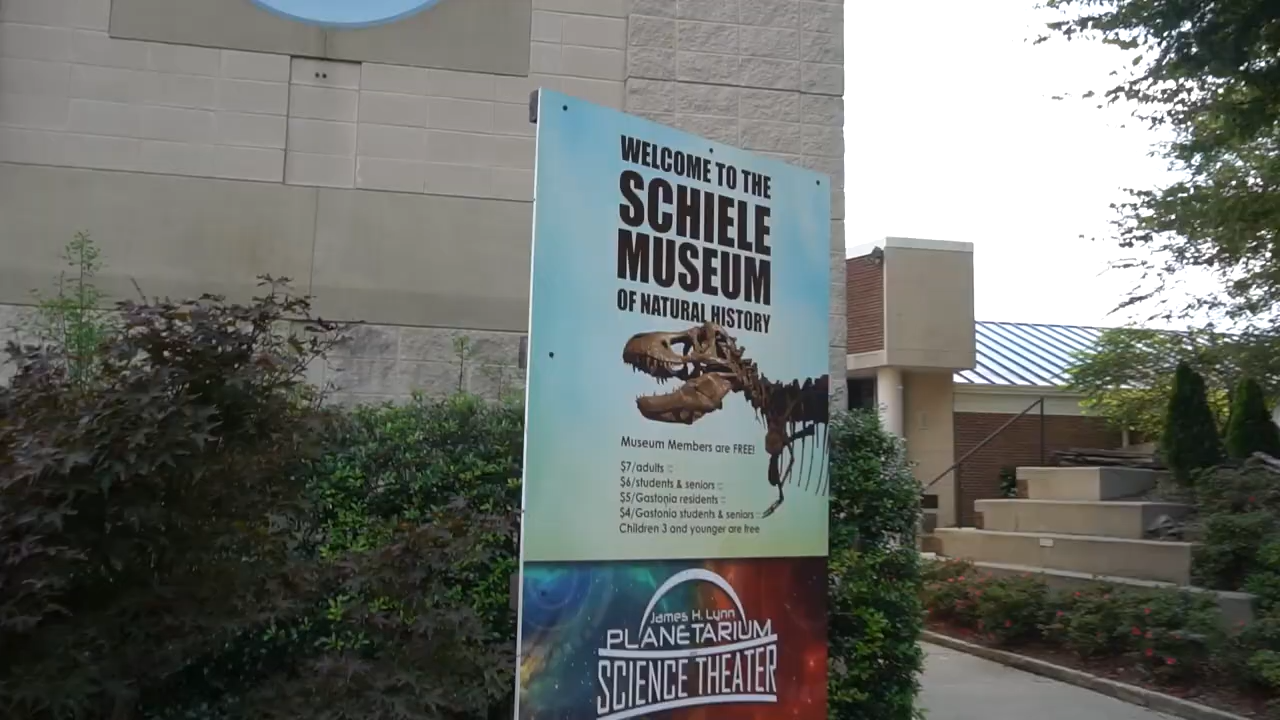 WELCOME TO THE
SCHIELE
MUSEUM
OF NATURAL HISTORY
Museum Members are FREE!
$7/adults
$6/students & seniors
$5/Gastonia residents
$4/Gastonia students & seniors
Children 3 and younger are free
James H. Lynn
PLANETARIUM
SCIENCE THEATER